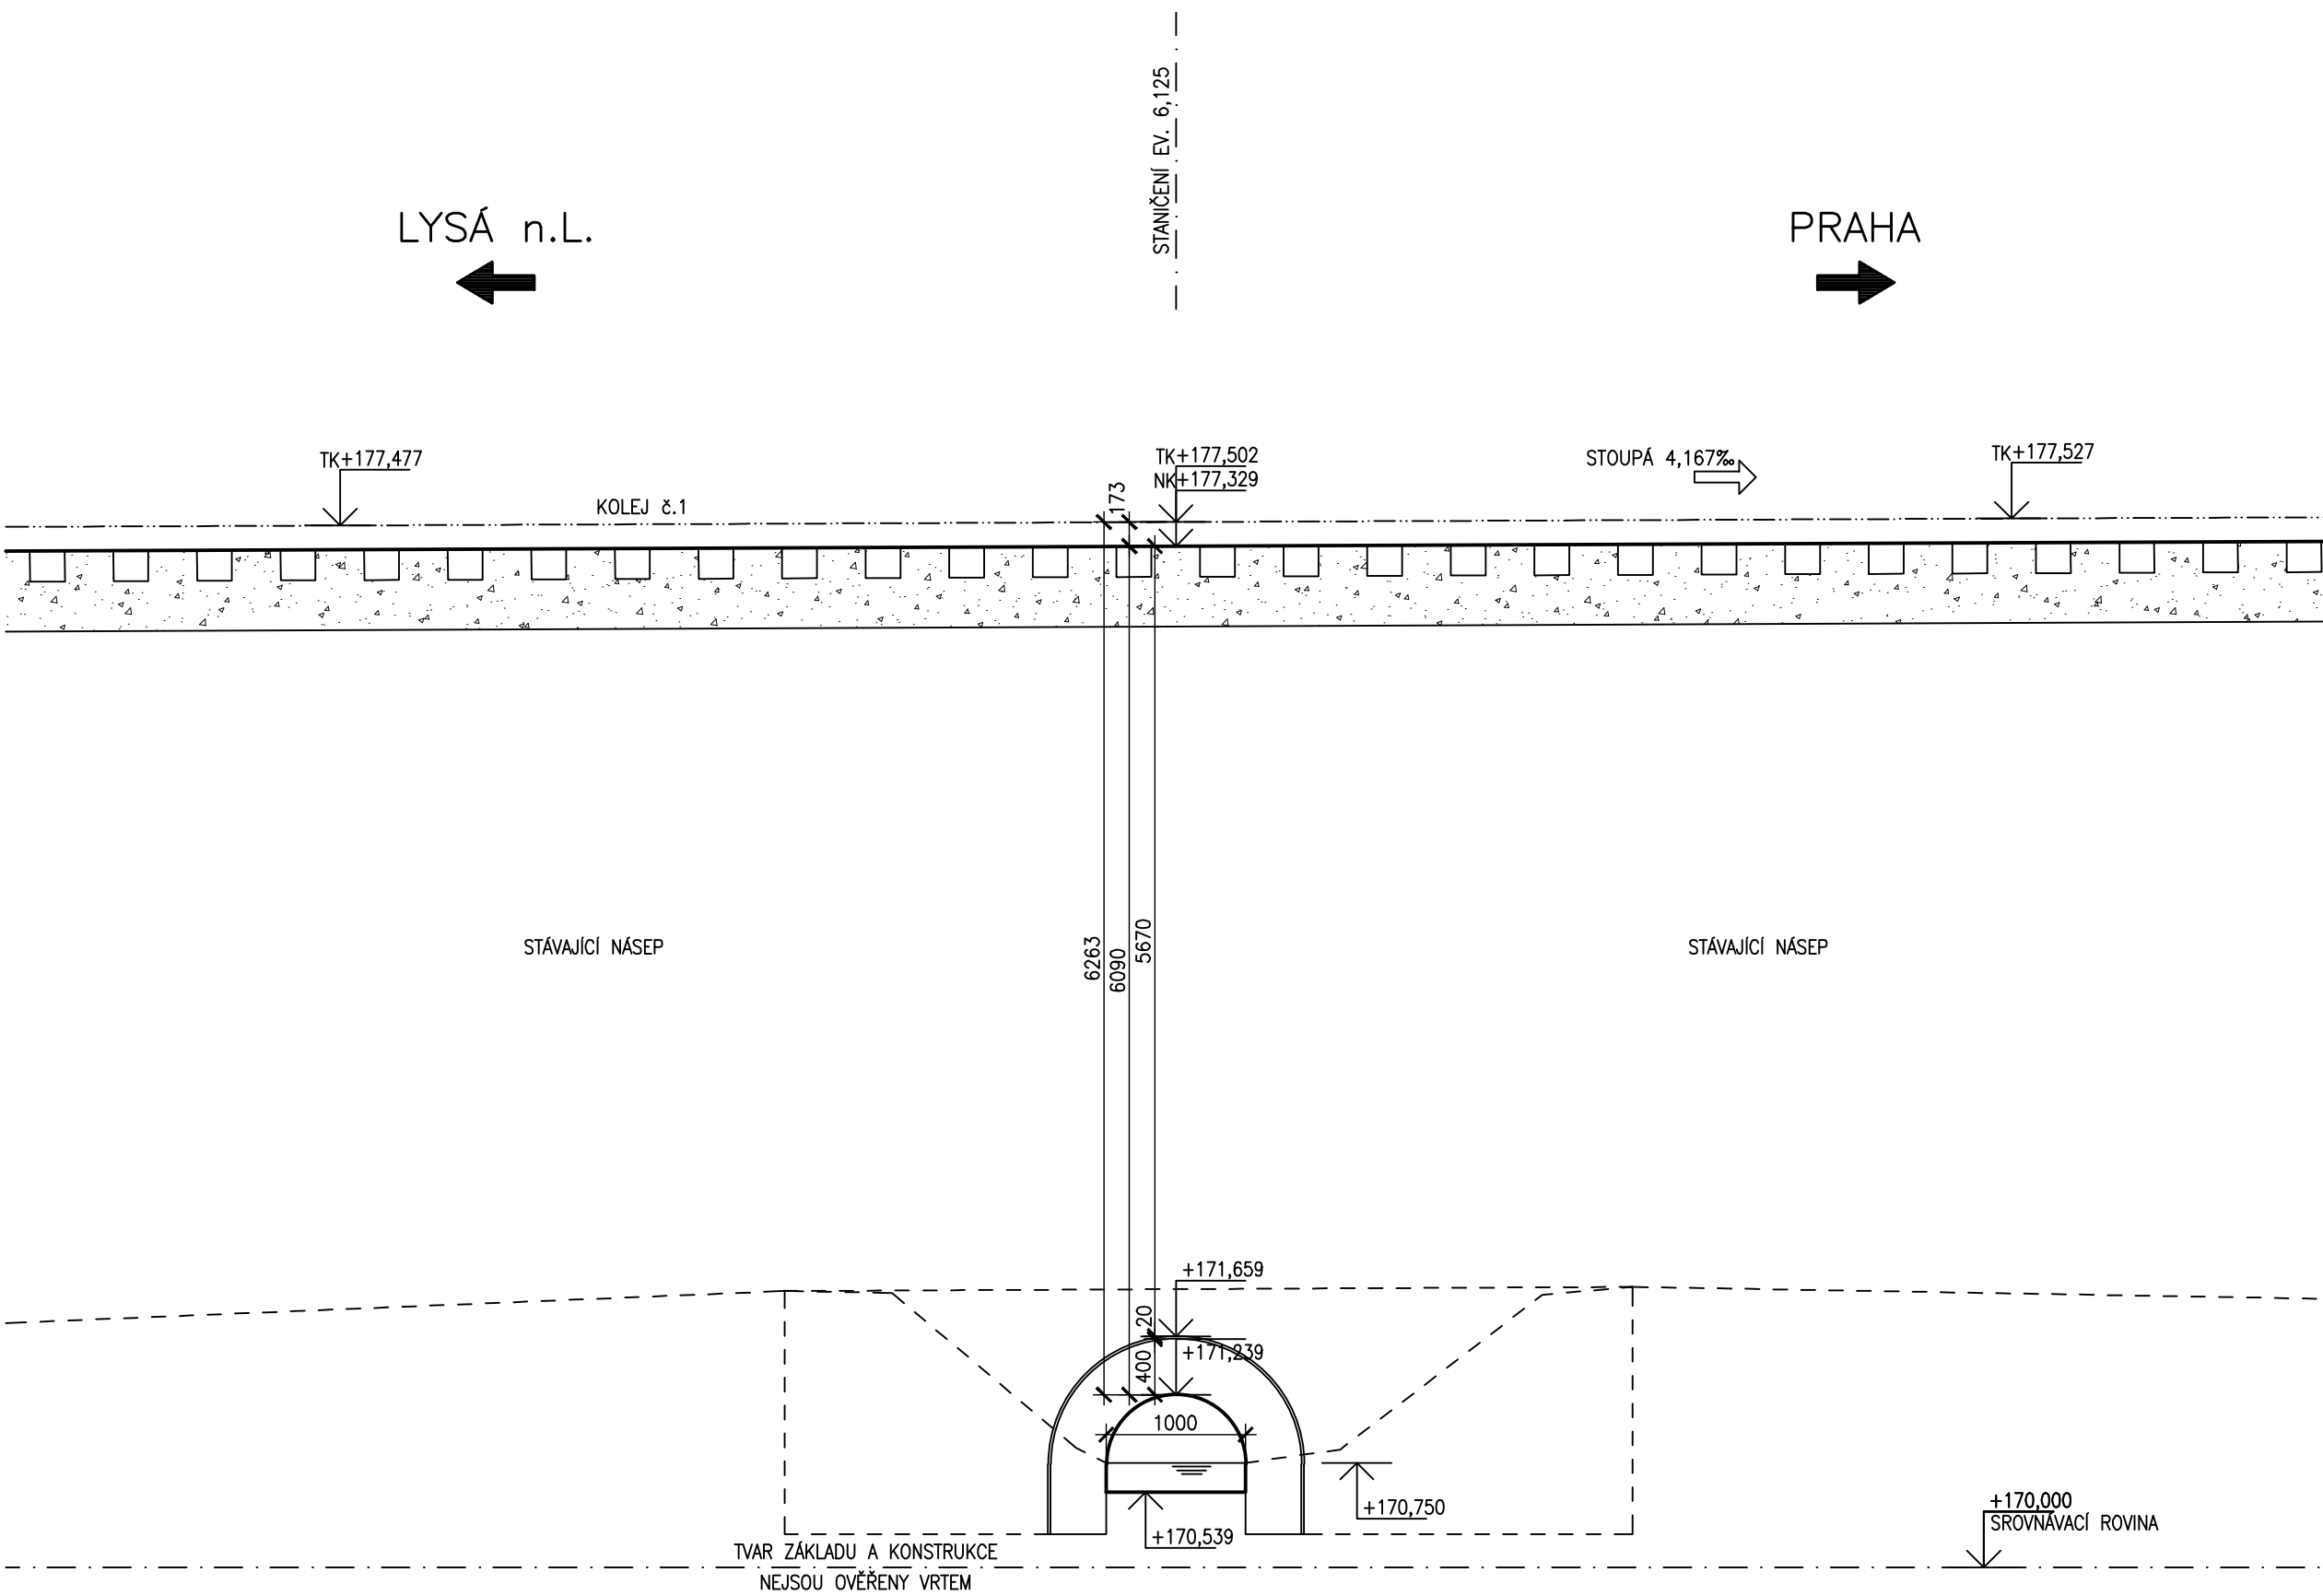 STANIČENÍ EV. 6,125
LYSÁ n.L.
PRAHA
TK+177,477
TK+177,502
NK+177,329
STOUPÁ 4,167‰
TK+177,527
KOLEJ č.1
173
STÁVAJÍCÍ NÁSEP
6263
6090
5670
STÁVAJÍCÍ NÁSEP
+171,659
20
400
+171,239
1000
+170,750
+170,539
+170,000
SROVNÁVACÍ ROVINA
TVAR ZÁKLADU A KONSTRUKCE
NEJSOU OVĚŘENY VRTEM